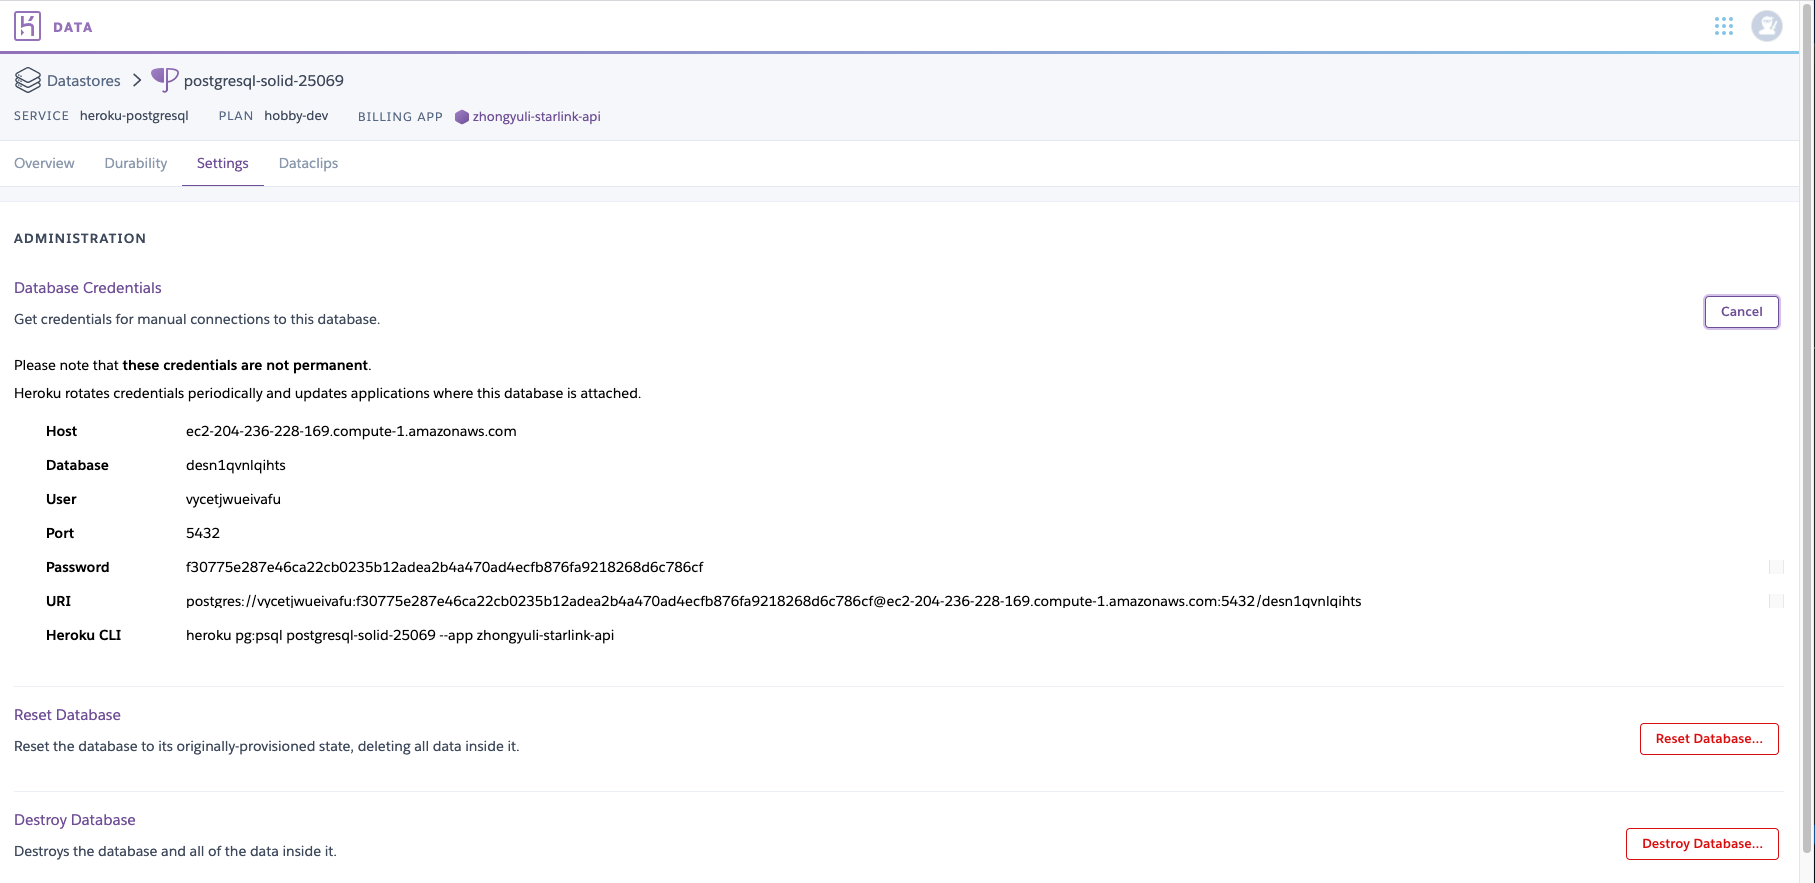 DATA
Datastores > postgresql-solid-25069
SERVICE heroku-postgresql PLAN hobby-dev BILLING APP zhongyuli-starlink-api
Overview Durability Settings Dataclips
ADMINISTRATION
Database Credentials
Get credentials for manual connections to this database.
Cancel
Please note that these credentials are not permanent.
Heroku rotates credentials periodically and updates applications where this database is attached.
Host ec2-204-236-228-169.compute-1.amazonaws.com
Database desn1qvnlqihts
User vycetjwueivafu
Port 5432
Password f30775e287e46ca22cb0235b12adea2b4a470ad4ecfb876fa9218268d6c786cf
URI postgres://vycetjwueivafu:f30775e287e46ca22cb0235b12adea2b4a470ad4ecfb876fa9218268d6c786cf@ec2-204-236-228-169.compute-1.amazonaws.com:5432/desn1qvnlqihts
Heroku CLI heroku pg:psql postgresql-solid-25069 --app zhongyuli-starlink-api
Reset Database
Reset the database to its originally-provisioned state, deleting all data inside it.
Reset Database...
Destroy Database
Destroys the database and all of the data inside it.
Destroy Database...